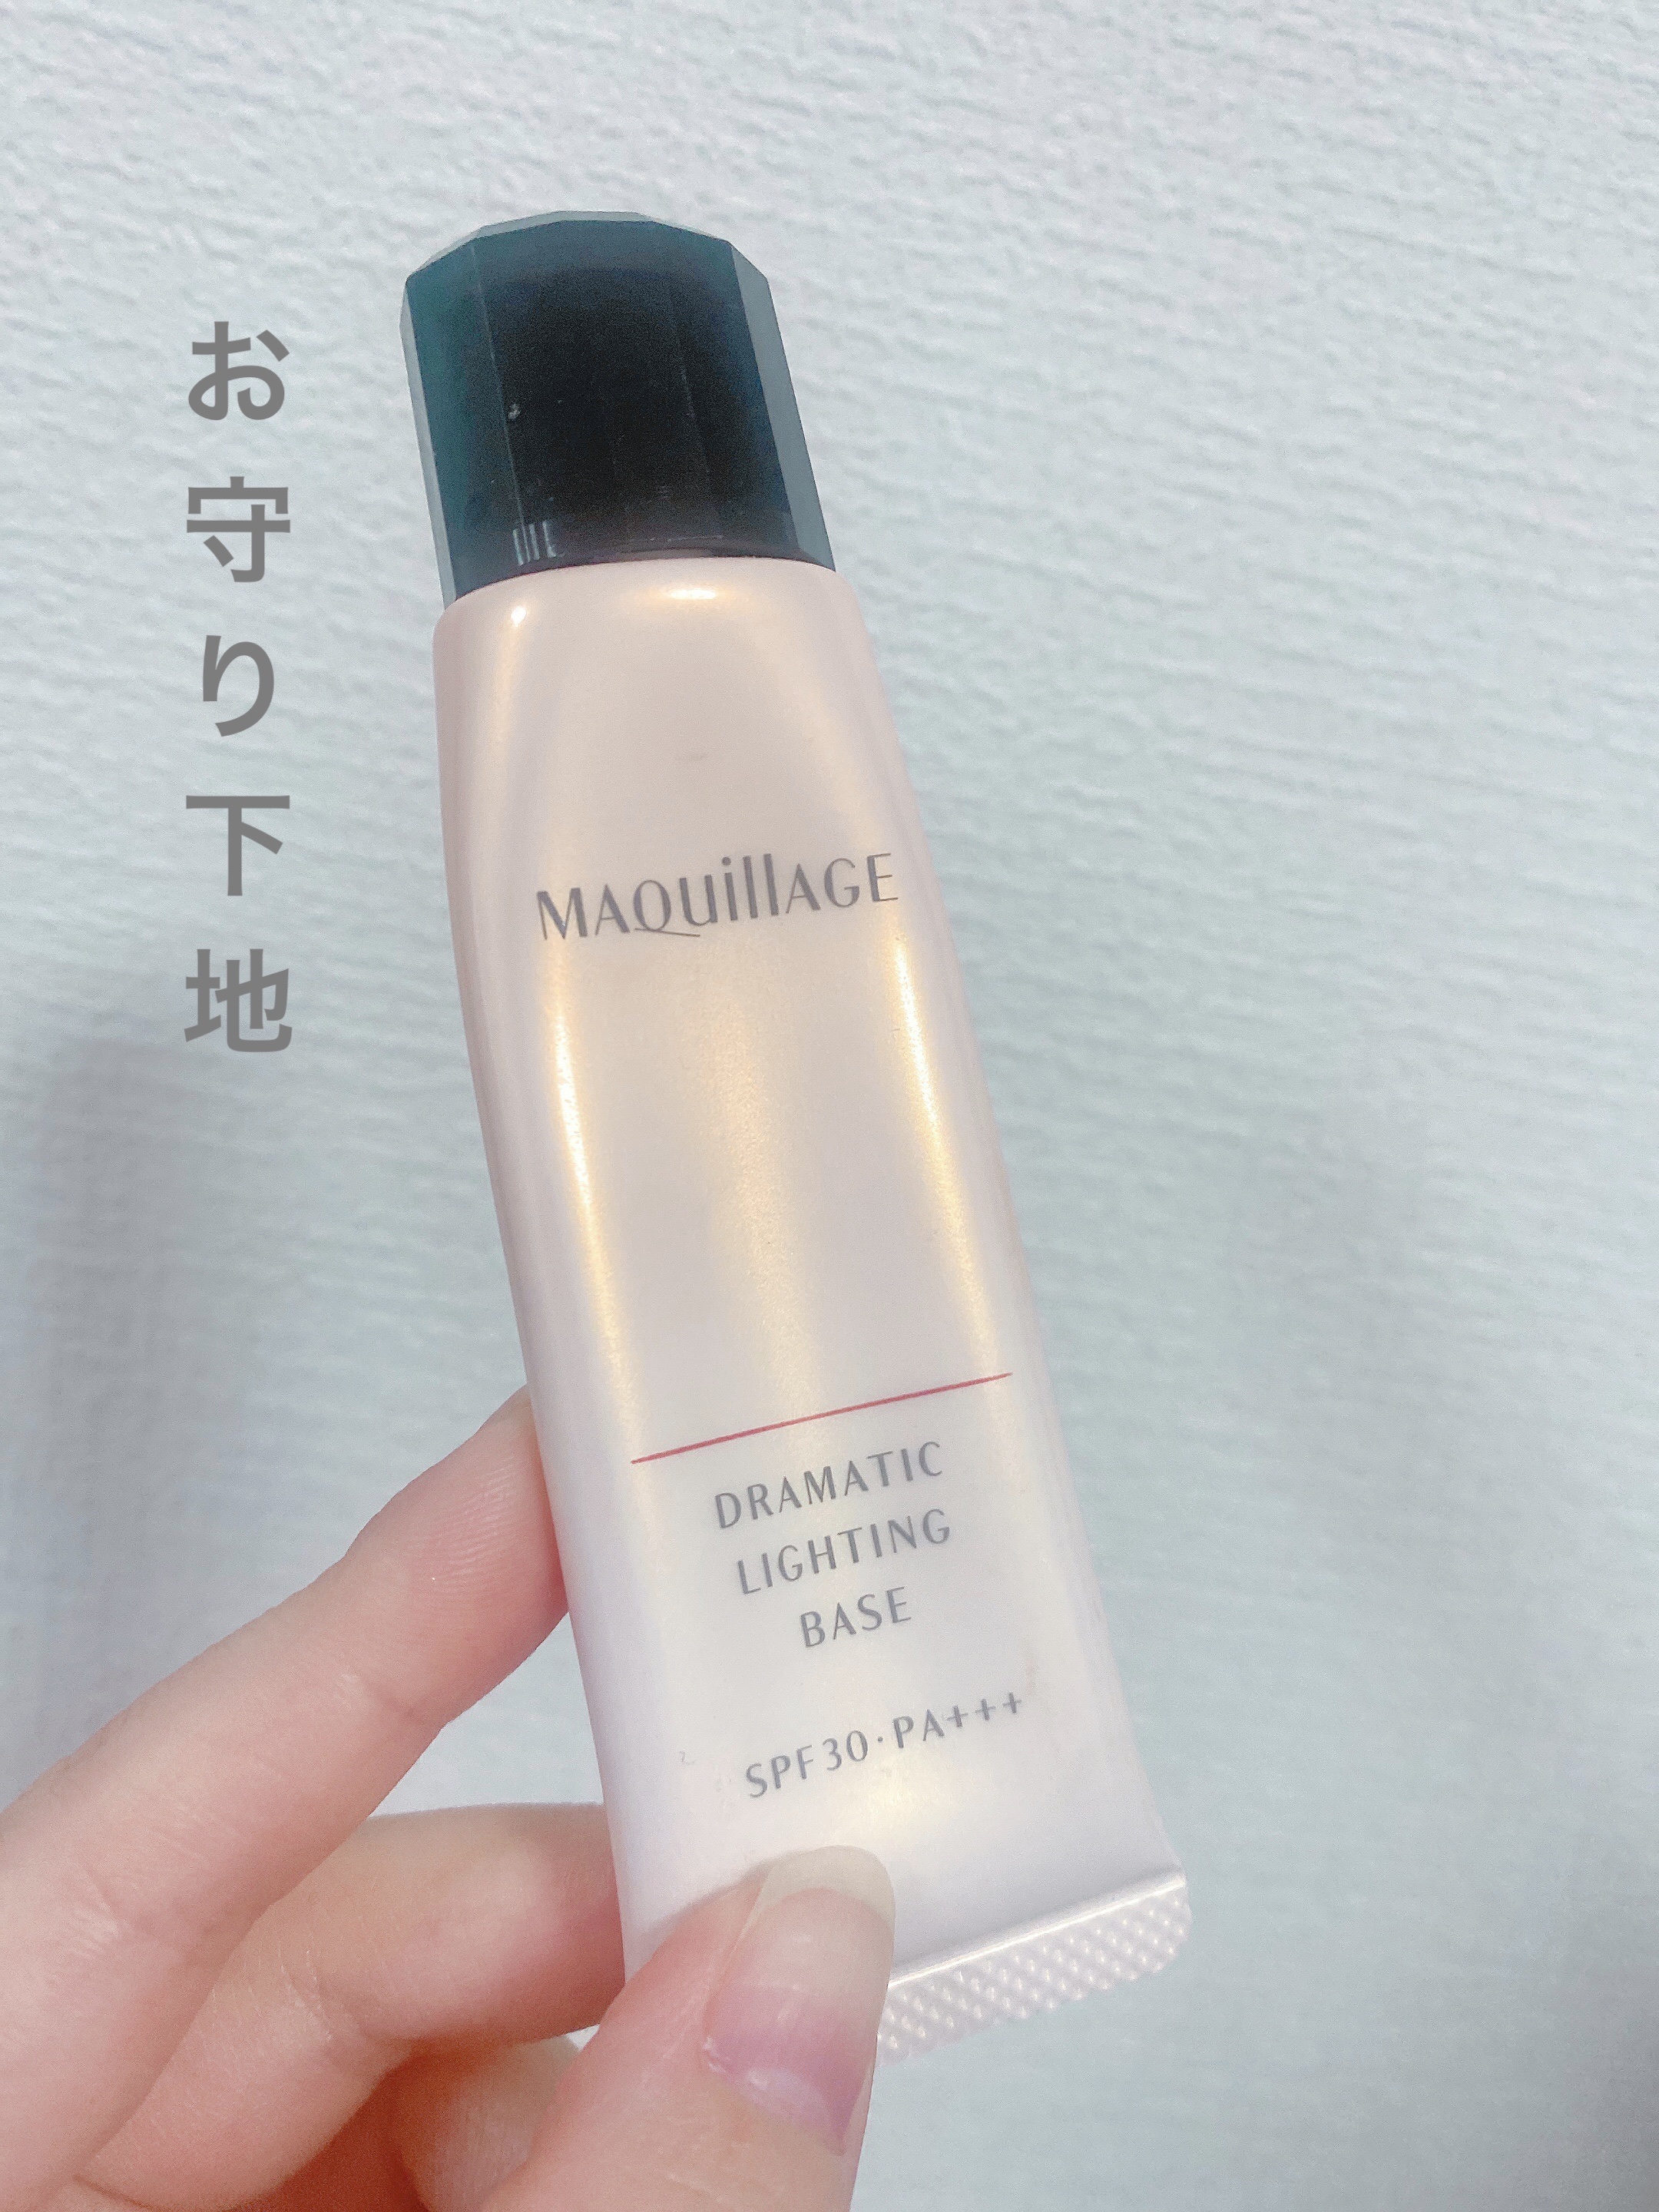 お守り下地
MAQuillAGE
DRAMATIC
LIGHTING
BASE
SPF30・PA+++